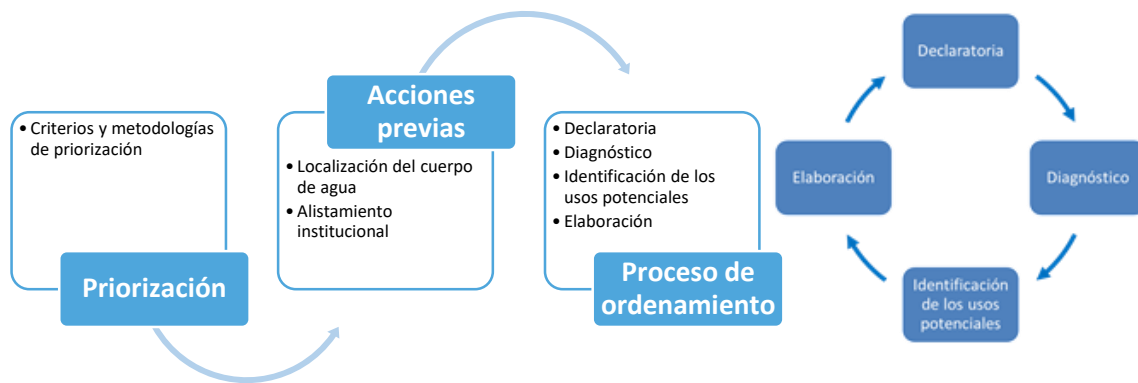 • Criterios y metodologías
de priorización
Priorización
Acciones
previas
• Localización del cuerpo
de agua
• Alistamiento
institucional
• Declaratoria
• Diagnóstico
• Identificación de los
usos potenciales
• Elaboración
Proceso de
ordenamiento
Declaratoria
Diagnóstico
Identificación
de los usos
potenciales
Elaboración